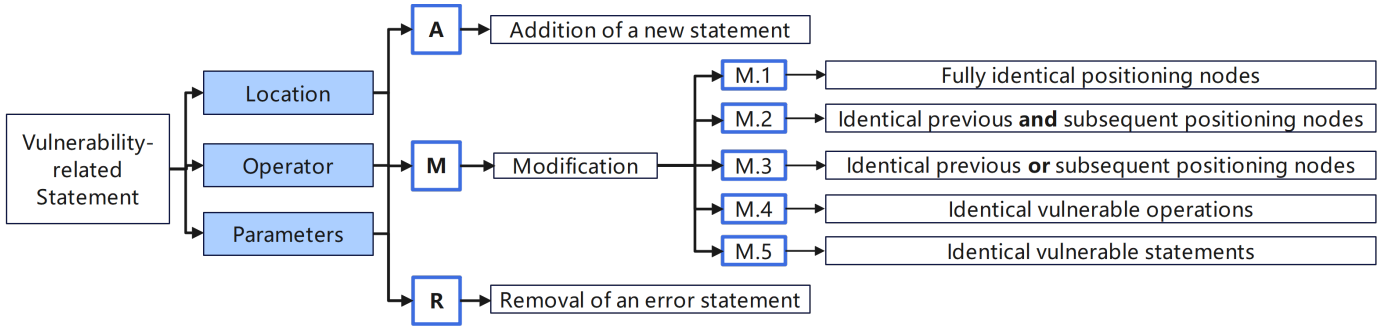 Vulnerability-
related
Statement
Location
Operator
Parameters
A
Addition of a new statement
M
Modification
M.1
Fully identical positioning nodes
M.2
Identical previous and subsequent positioning nodes
M.3
Identical previous or subsequent positioning nodes
M.4
Identical vulnerable operations
M.5
Identical vulnerable statements
R
Removal of an error statement